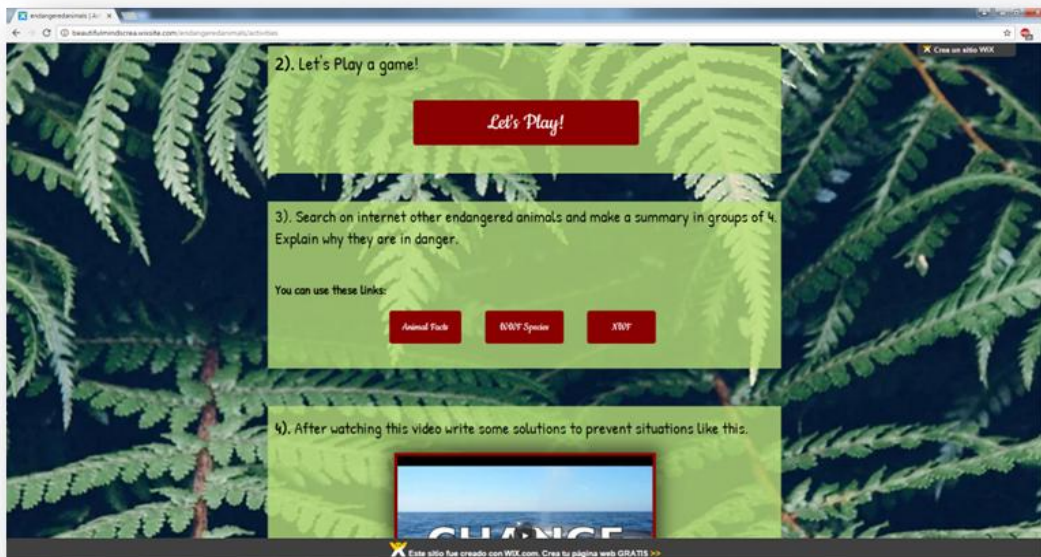 endangeredanimals | Act
beautifulmindscrea.wixsite.com/endangeredanimals/activities
Crea un sitio WiX
2). Let's Play a game!
Let's Play!
3). Search on internet other endangered animals and make a summary in groups of 4.
Explain why they are in danger.
You can use these links:
Animal Facts WWF Species
4). After watching this video write some solutions to prevent situations like this.
CHANGE
Este sitio fue creado con WIX.com. Crea tu página web GRATIS >>